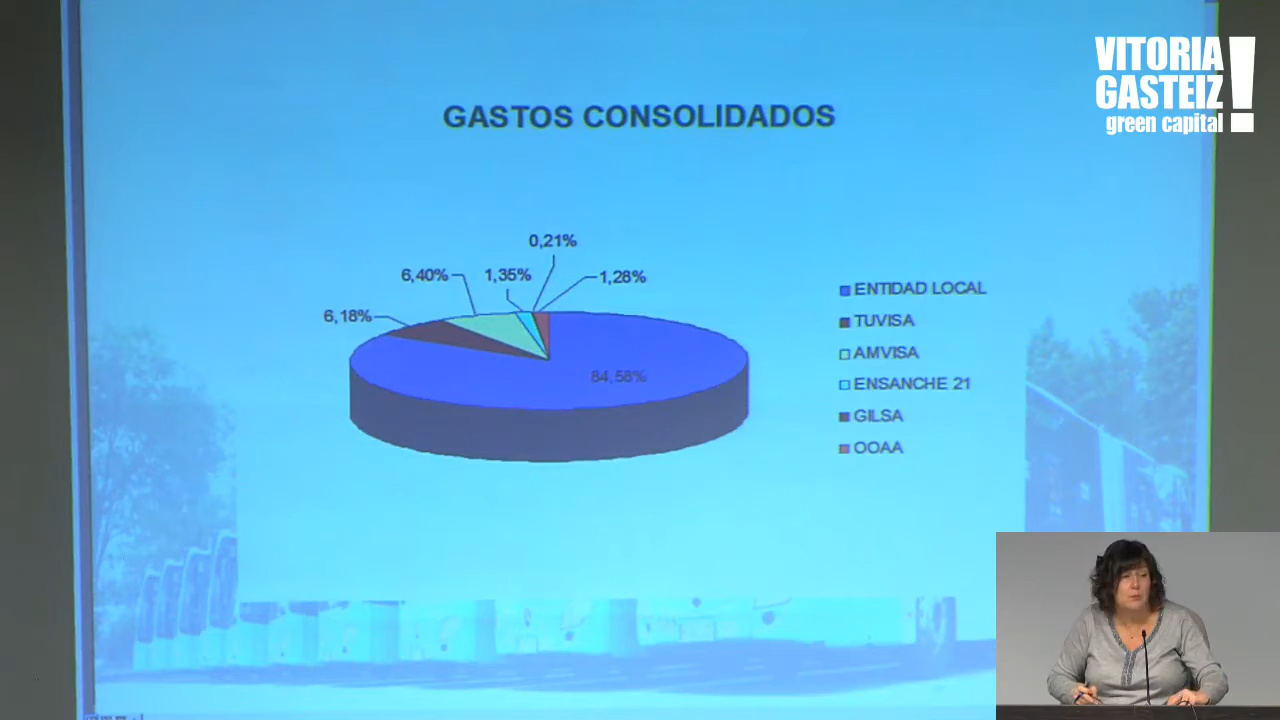 VITORIA
GASTEIZ!
green capital
GASTOS CONSOLIDADOS
0,21%
6,40%
1,35%
1,28%
6,18%
84,58%
ENTIDAD LOCAL
TUVISA
AMVISA
ENSANCHE 21
GILSA
OOAA